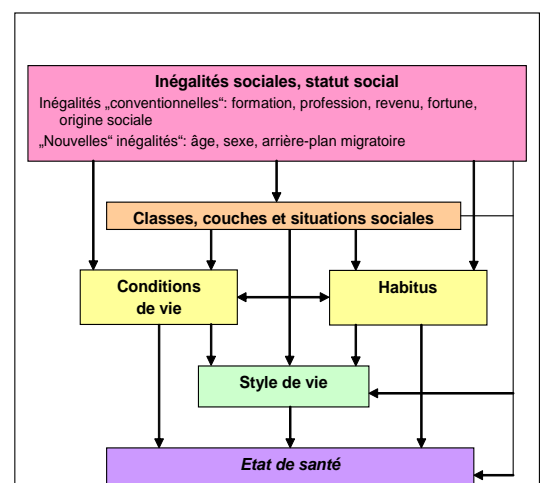 Inégalités sociales, statut social
Inégalités „conventionnelles“: formation, profession, revenu, fortune,
origine sociale
„Nouvelles“ inégalités“: âge, sexe, arrière-plan migratoire
Classes, couches et situations sociales
Conditions
de vie
Habitus
Style de vie
Etat de santé